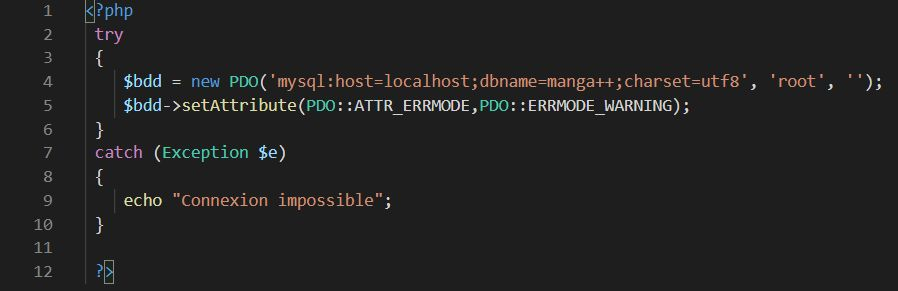 1 <?php
2 try
3 {
4 $bdd = new PDO('mysql:host=localhost;dbname=manga++;charset=utf8', 'root', '');
5 $bdd->setAttribute(PDO::ATTR_ERRMODE,PDO::ERRMODE_WARNING);
6 }
7 catch (Exception $e)
8 {
9 echo "Connexion impossible";
10 }
11
12 ?>